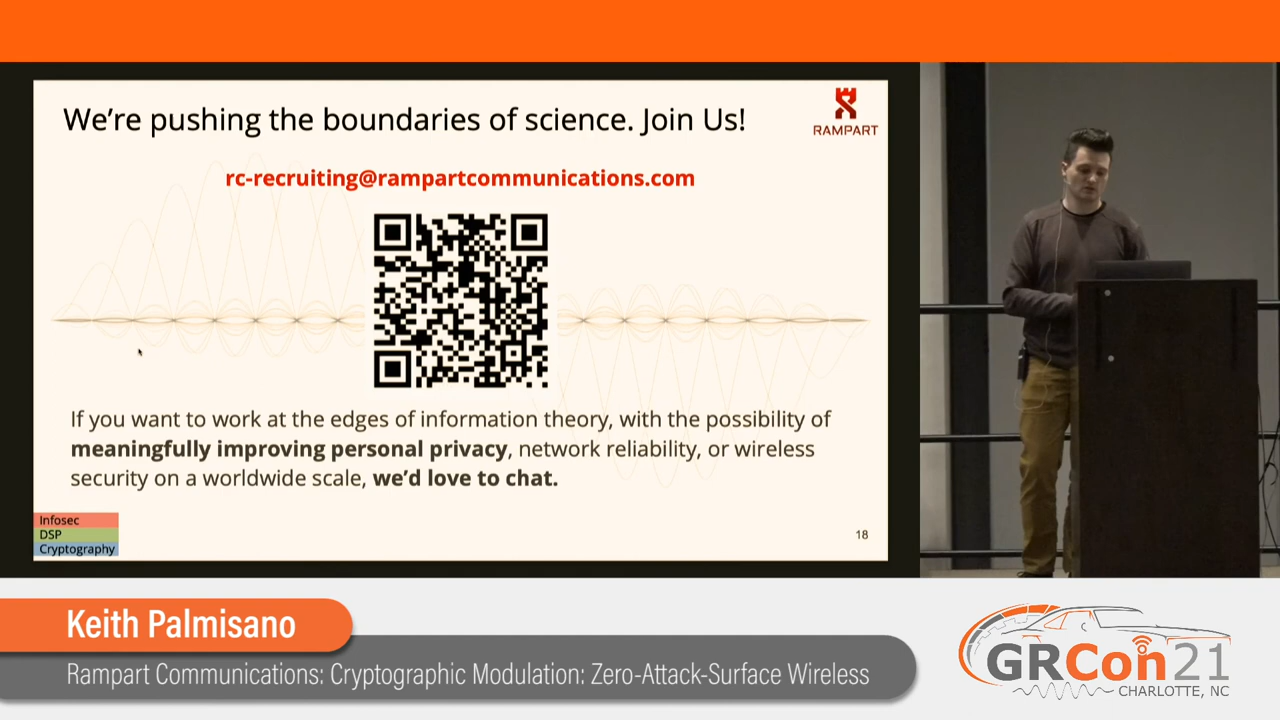 We're pushing the boundaries of science. Join Us!
RAMPART
rc-recruiting@rampartcommunications.com
If you want to work at the edges of information theory, with the possibility of
meaningfully improving personal privacy, network reliability, or wireless
security on a worldwide scale, we'd love to chat.
Infosec
DSP
Cryptography
18
Keith Palmisano
Rampart Communications: Cryptographic Modulation: Zero-Attack-Surface Wireless
GRCon21
CHARLOTTE, NC